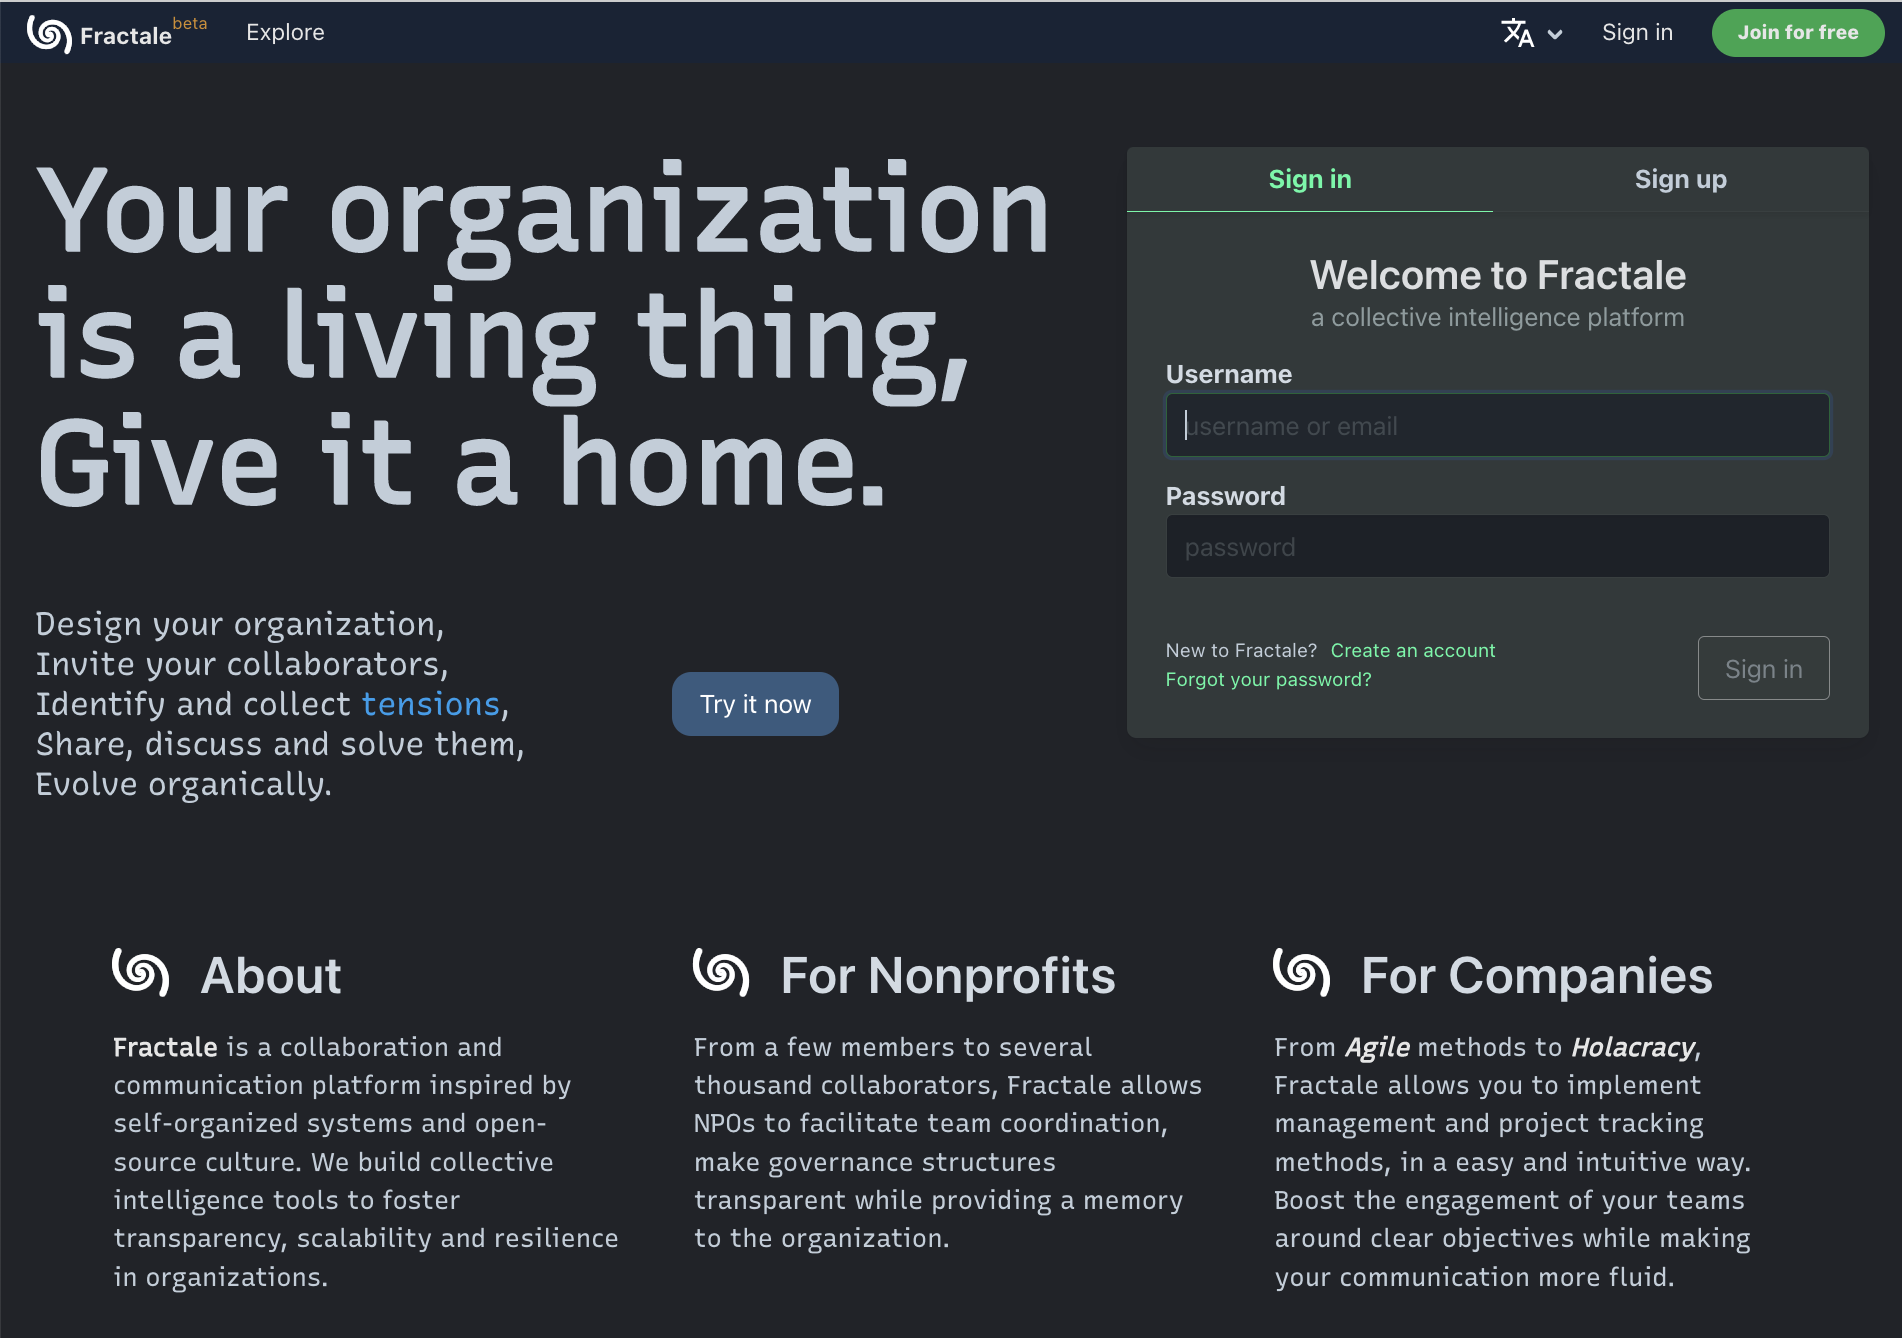 Fractale beta
Explore
Sign in
Join for free
Your organization
is a living thing,
Give it a home.
Design your organization,
Invite your collaborators,
Identify and collect tensions,
Share, discuss and solve them,
Evolve organically.
Try it now
Sign in
Sign up
Welcome to Fractale
a collective intelligence platform
Username
username or email
Password
password
New to Fractale? Create an account
Forgot your password?
Sign in
About
Fractale is a collaboration and
communication platform inspired by
self-organized systems and open-
source culture. We build collective
intelligence tools to foster
transparency, scalability and resilience
in organizations.
For Nonprofits
From a few members to several
thousand collaborators, Fractale allows
NPOs to facilitate team coordination,
make governance structures
transparent while providing a memory
to the organization.
For Companies
From Agile methods to Holacracy,
Fractale allows you to implement
management and project tracking
methods, in a easy and intuitive way.
Boost the engagement of your teams
around clear objectives while making
your communication more fluid.